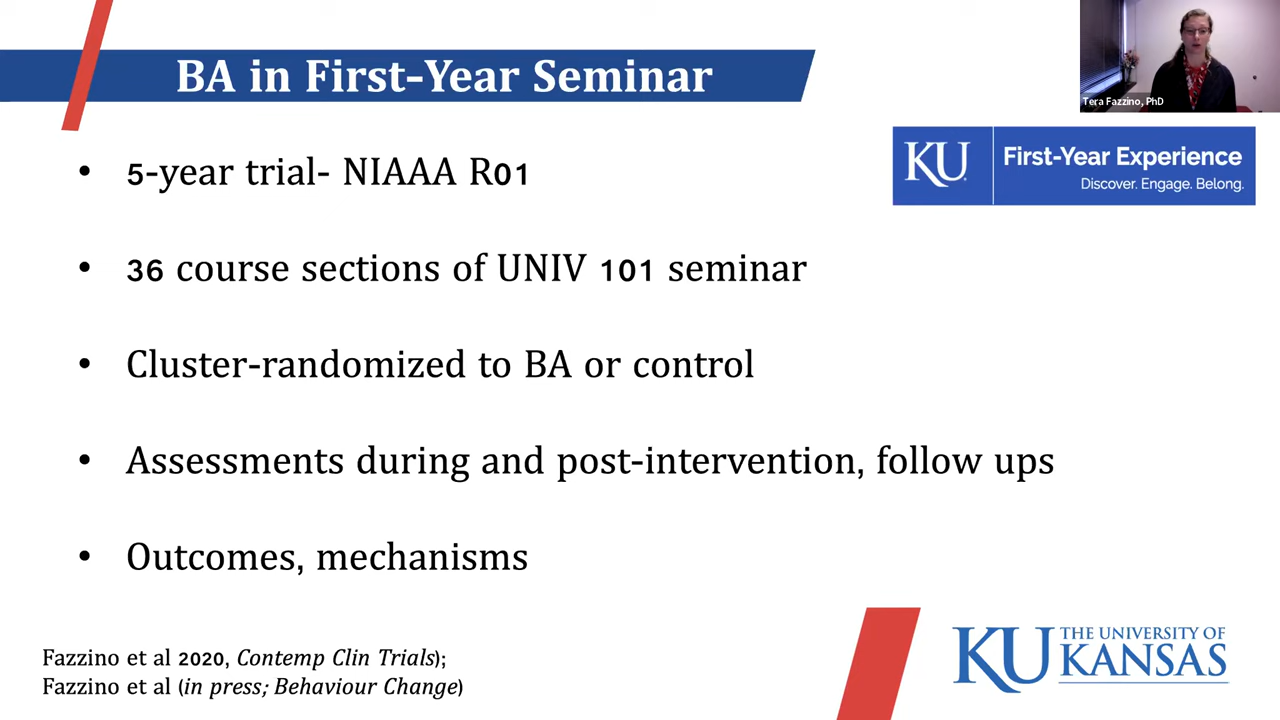 BA in First-Year Seminar
Tera Fazzino, PhD
KU First-Year Experience
Discover. Engage. Belong.
• 5-year trial- NIAAA R01
• 36 course sections of UNIV 101 seminar
• Cluster-randomized to BA or control
• Assessments during and post-intervention, follow ups
• Outcomes, mechanisms
Fazzino et al 2020, Contemp Clin Trials);
Fazzino et al (in press; Behaviour Change)
KU THE UNIVERSITY OF
KANSAS